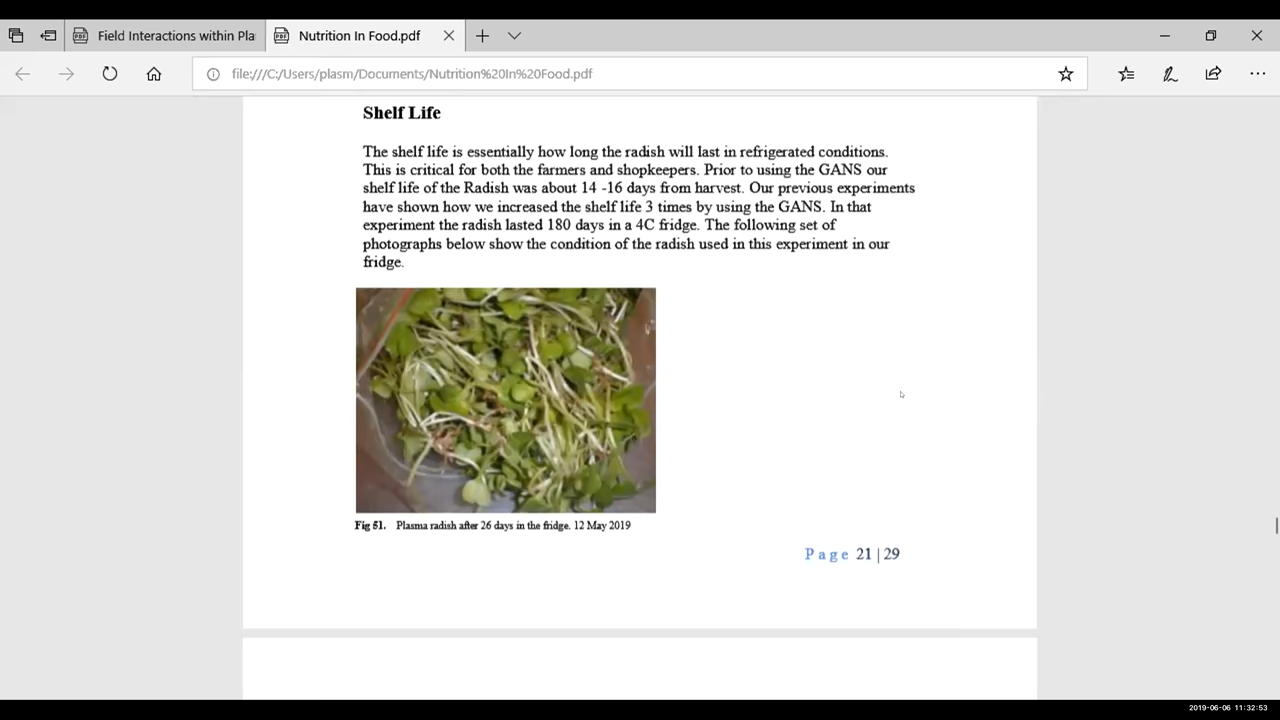 Field Interactions within Pla
Nutrition In Food.pdf
file:///C:/Users/plasm/Documents/Nutrition%20In%20Food.pdf
Shelf Life
The shelf life is essentially how long the radish will last in refrigerated conditions.
This is critical for both the farmers and shopkeepers. Prior to using the GANS our
shelf life of the Radish was about 14 -16 days from harvest. Our previous experiments
have shown how we increased the shelf life 3 times by using the GANS. In that
experiment the radish lasted 180 days in a 4C fridge. The following set of
photographs below show the condition of the radish used in this experiment in our
fridge.
Fig 51. Plasma radish after 26 days in the fridge. 12 May 2019
Page 21 | 29
2019-06-06 11:32:53